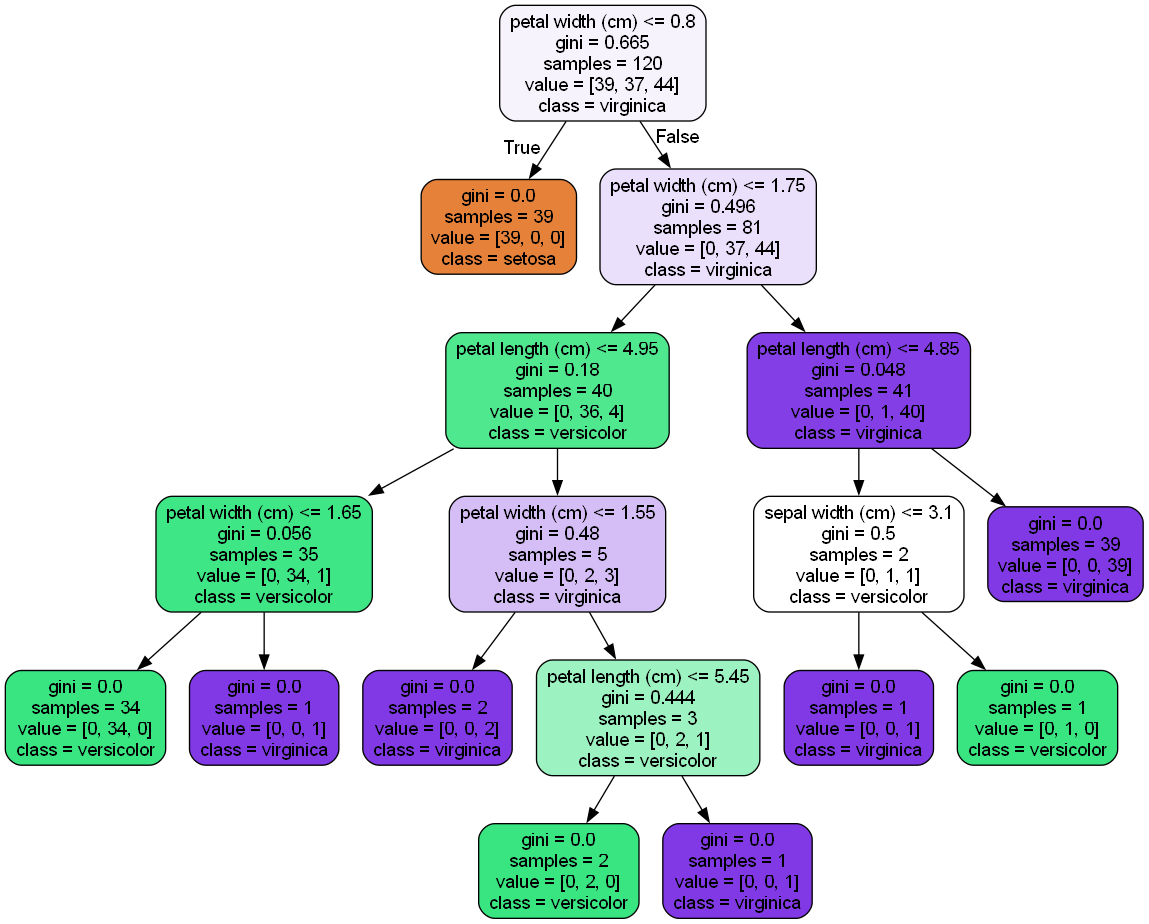 petal width (cm) <= 0.8
gini = 0.665
samples = 120
value = [39, 37, 44]
class = virginica
True
False
gini = 0.0
samples = 39
value = [39, 0, 0]
class = setosa
petal width (cm) <= 1.75
gini = 0.496
samples = 81
value = [0, 37, 44]
class = virginica
petal length (cm) <= 4.95
gini = 0.18
samples = 40
value = [0, 36, 4]
class = versicolor
petal length (cm) <= 4.85
gini = 0.048
samples = 41
value = [0, 1, 40]
class = virginica
petal width (cm) <= 1.65
gini = 0.056
samples = 35
value = [0, 34, 1]
class = versicolor
petal width (cm) <= 1.55
gini = 0.48
samples = 5
value = [0, 2, 3]
class = virginica
sepal width (cm) <= 3.1
gini = 0.5
samples = 2
value = [0, 1, 1]
class = versicolor
gini = 0.0
samples = 39
value = [0, 0, 39]
class = virginica
gini = 0.0
samples = 34
value = [0, 34, 0]
class = versicolor
gini = 0.0
samples = 1
value = [0, 0, 1]
class = virginica
gini = 0.0
samples = 2
value = [0, 0, 2]
class = virginica
petal length (cm) <= 5.45
gini = 0.444
samples = 3
value = [0, 2, 1]
class = versicolor
gini = 0.0
samples = 1
value = [0, 0, 1]
class = virginica
gini = 0.0
samples = 1
value = [0, 1, 0]
class = versicolor
gini = 0.0
samples = 2
value = [0, 2, 0]
class = versicolor
gini = 0.0
samples = 1
value = [0, 0, 1]
class = virginica